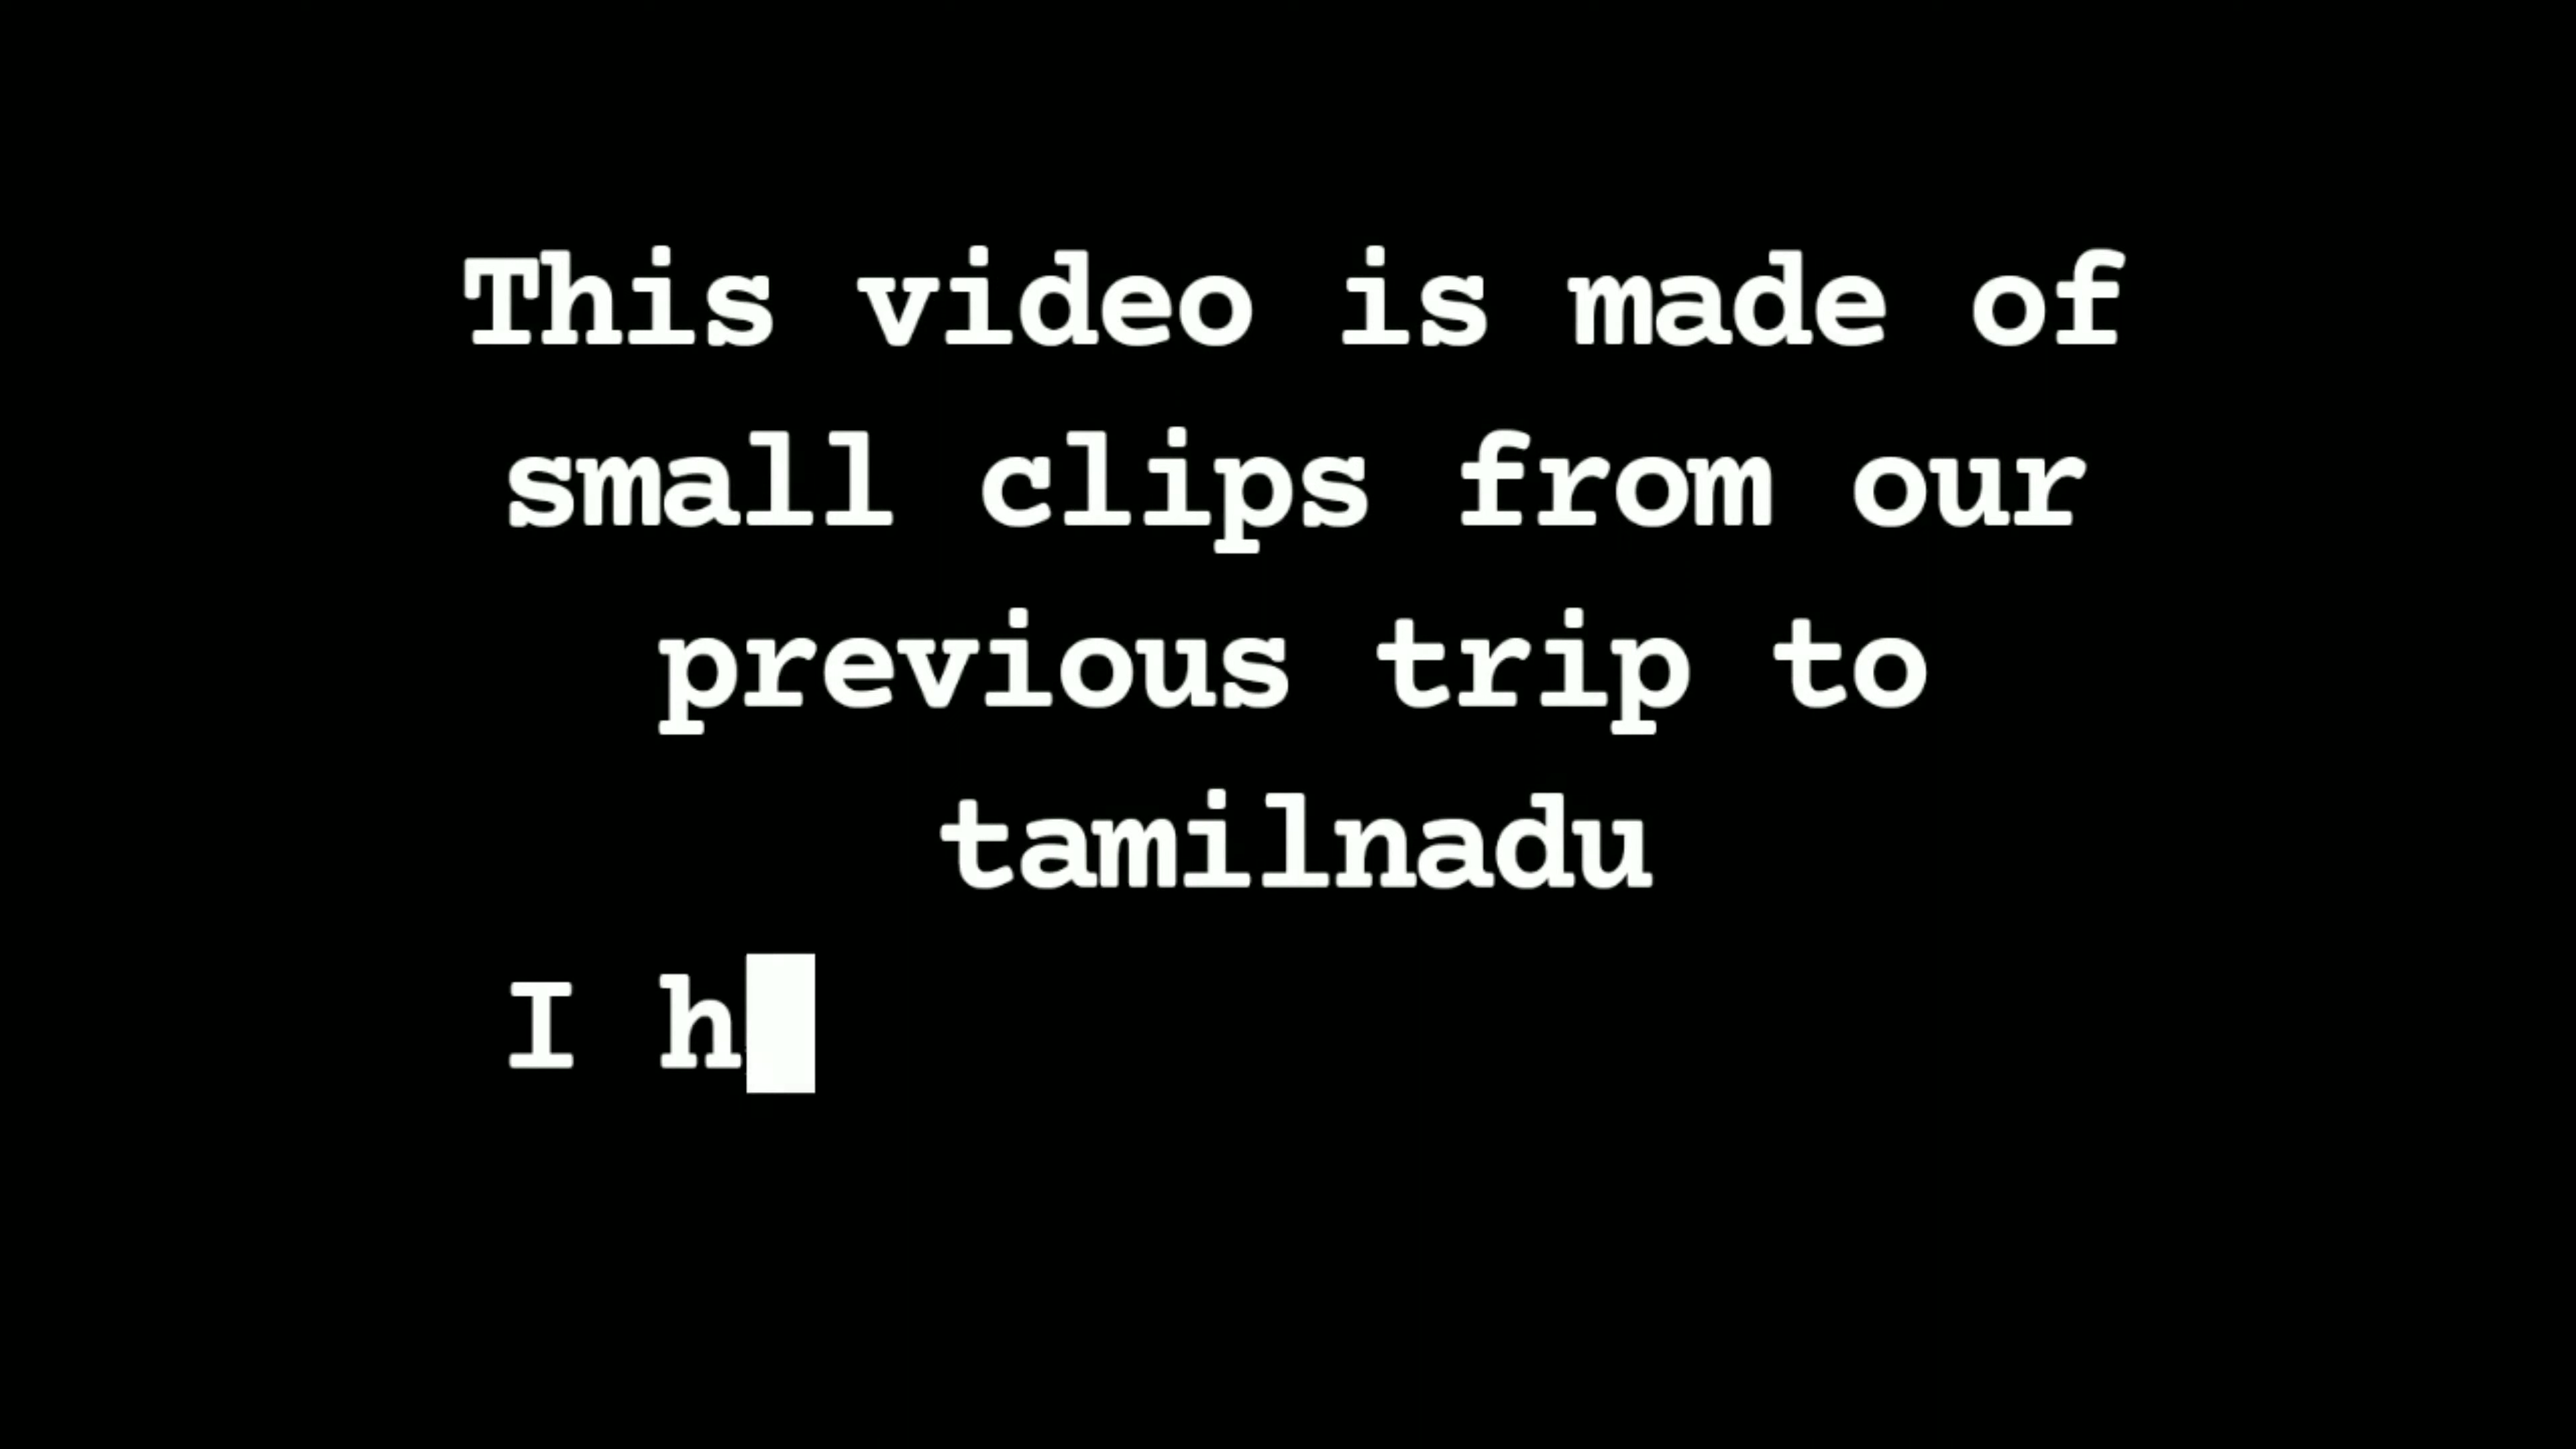 This video is made of
small clips from our
previous trip to
tamilnadu
I h